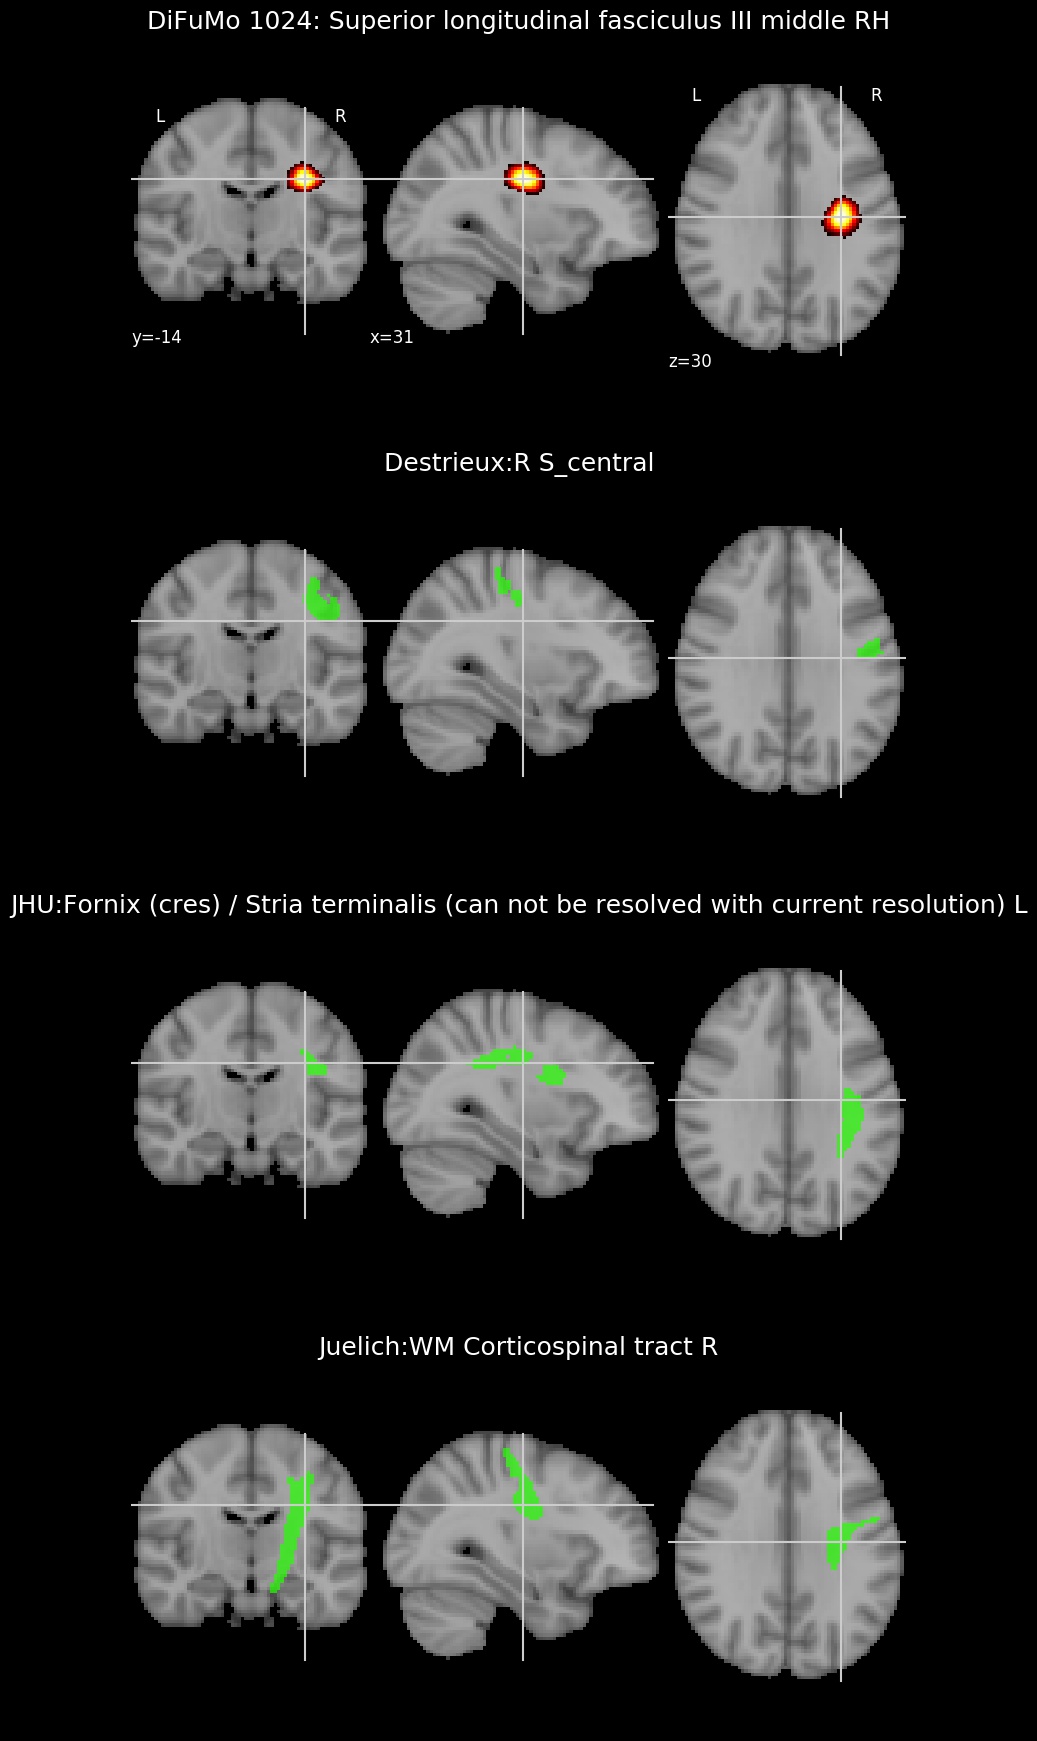 DiFuMo 1024: Superior longitudinal fasciculus III middle RH
L R L R
y=-14 x=31 z=30
Destrieux:R S_central
JHU:Fornix (cres) / Stria terminalis (can not be resolved with current resolution) L
Juelich:WM Corticospinal tract R